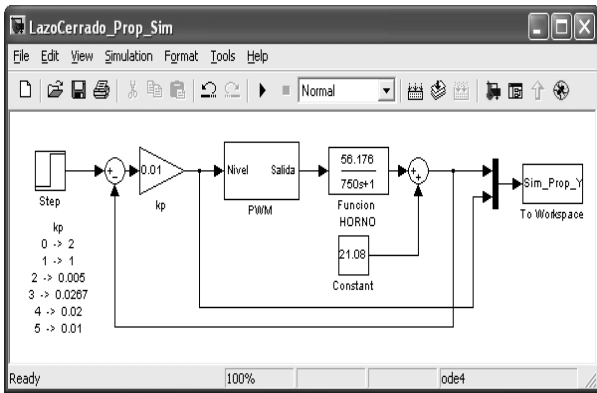 LazoCerrado_Prop_Sim
File Edit View Simulation Format Tools Help
Normal
Step
0.01
kp
Nivel Salida
PWM
56.176
750s+1
Funcion
HORNO
21.08
Constant
Sim_Prop_Y
To Workspace
kp
0 -> 2
1 -> 1
2 -> 0.005
3 -> 0.0267
4 -> 0.02
5 -> 0.01
Ready 100% ode4